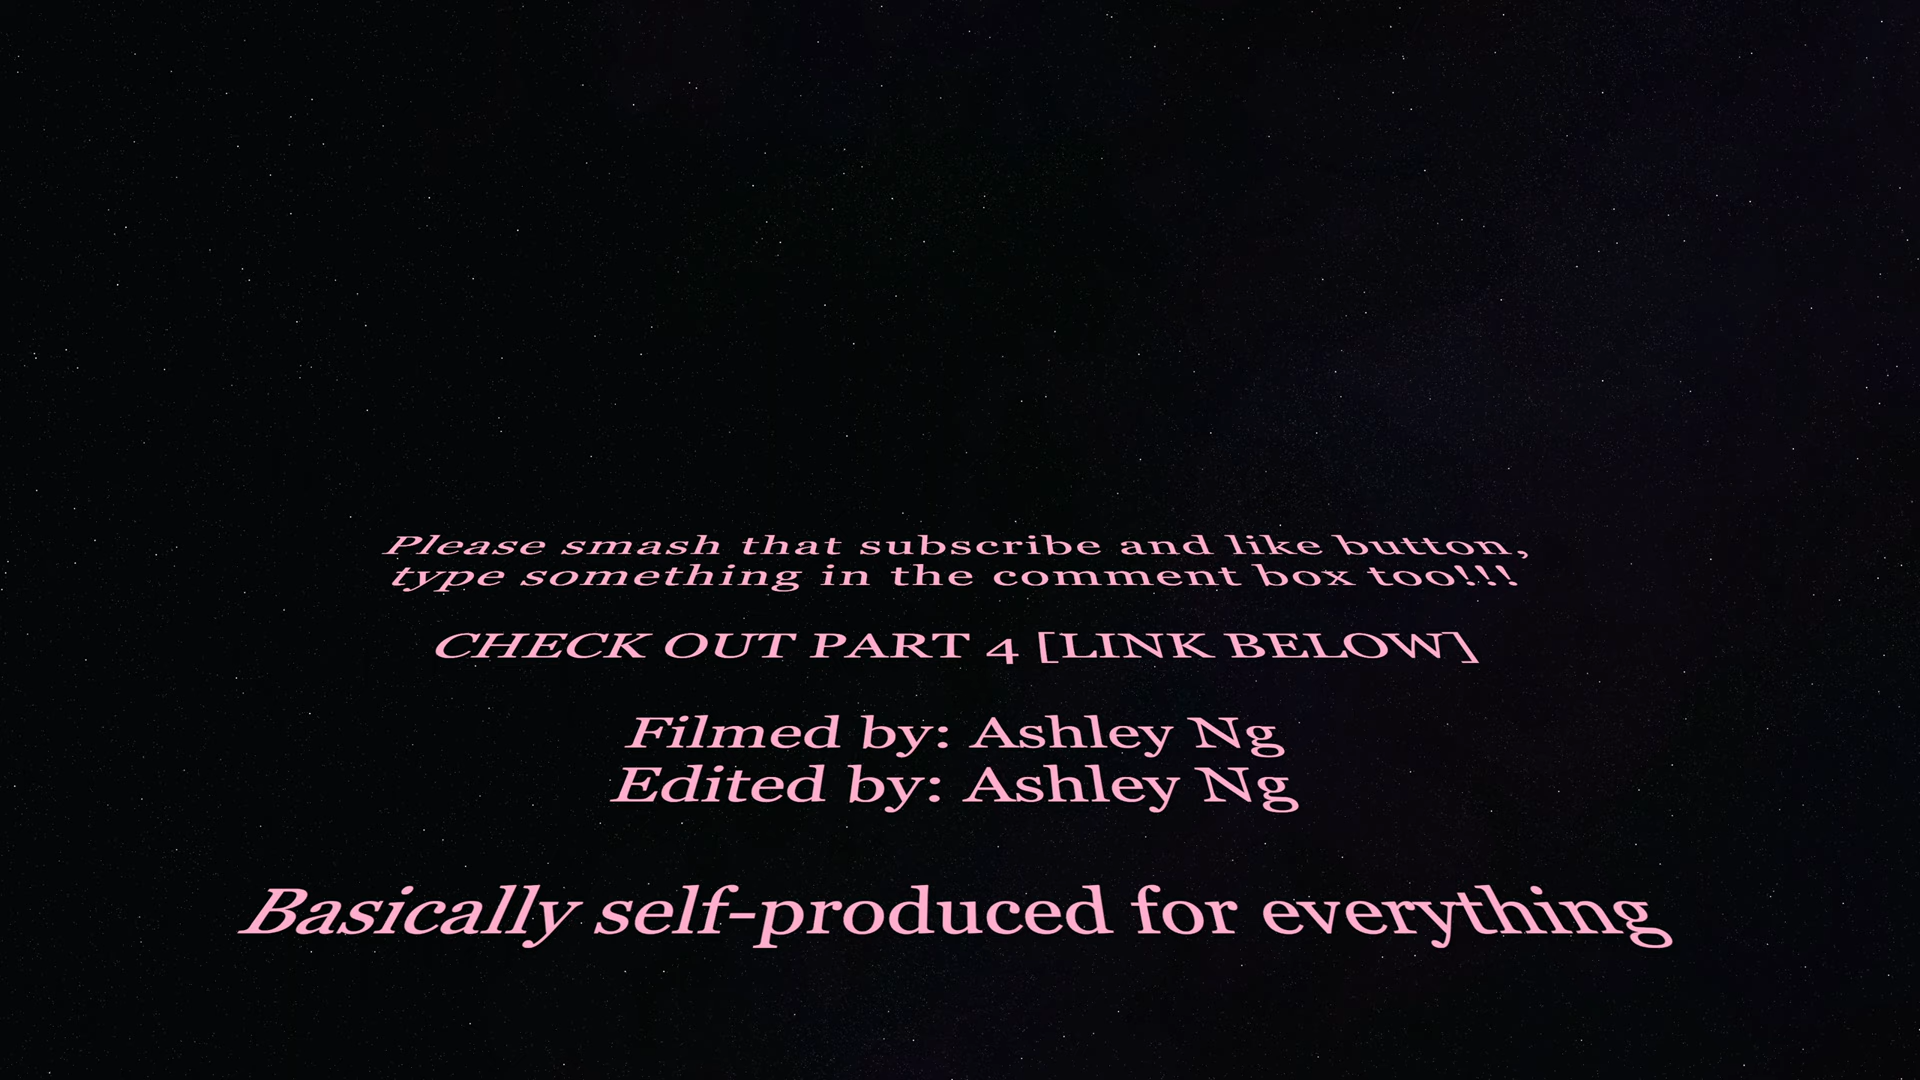 Please smash that subscribe and like button,
type something in the comment box too!!!
CHECK OUT PART 4 [LINK BELOW]
Filmed by: Ashley Ng
Edited by: Ashley Ng
Basically self-produced for everything